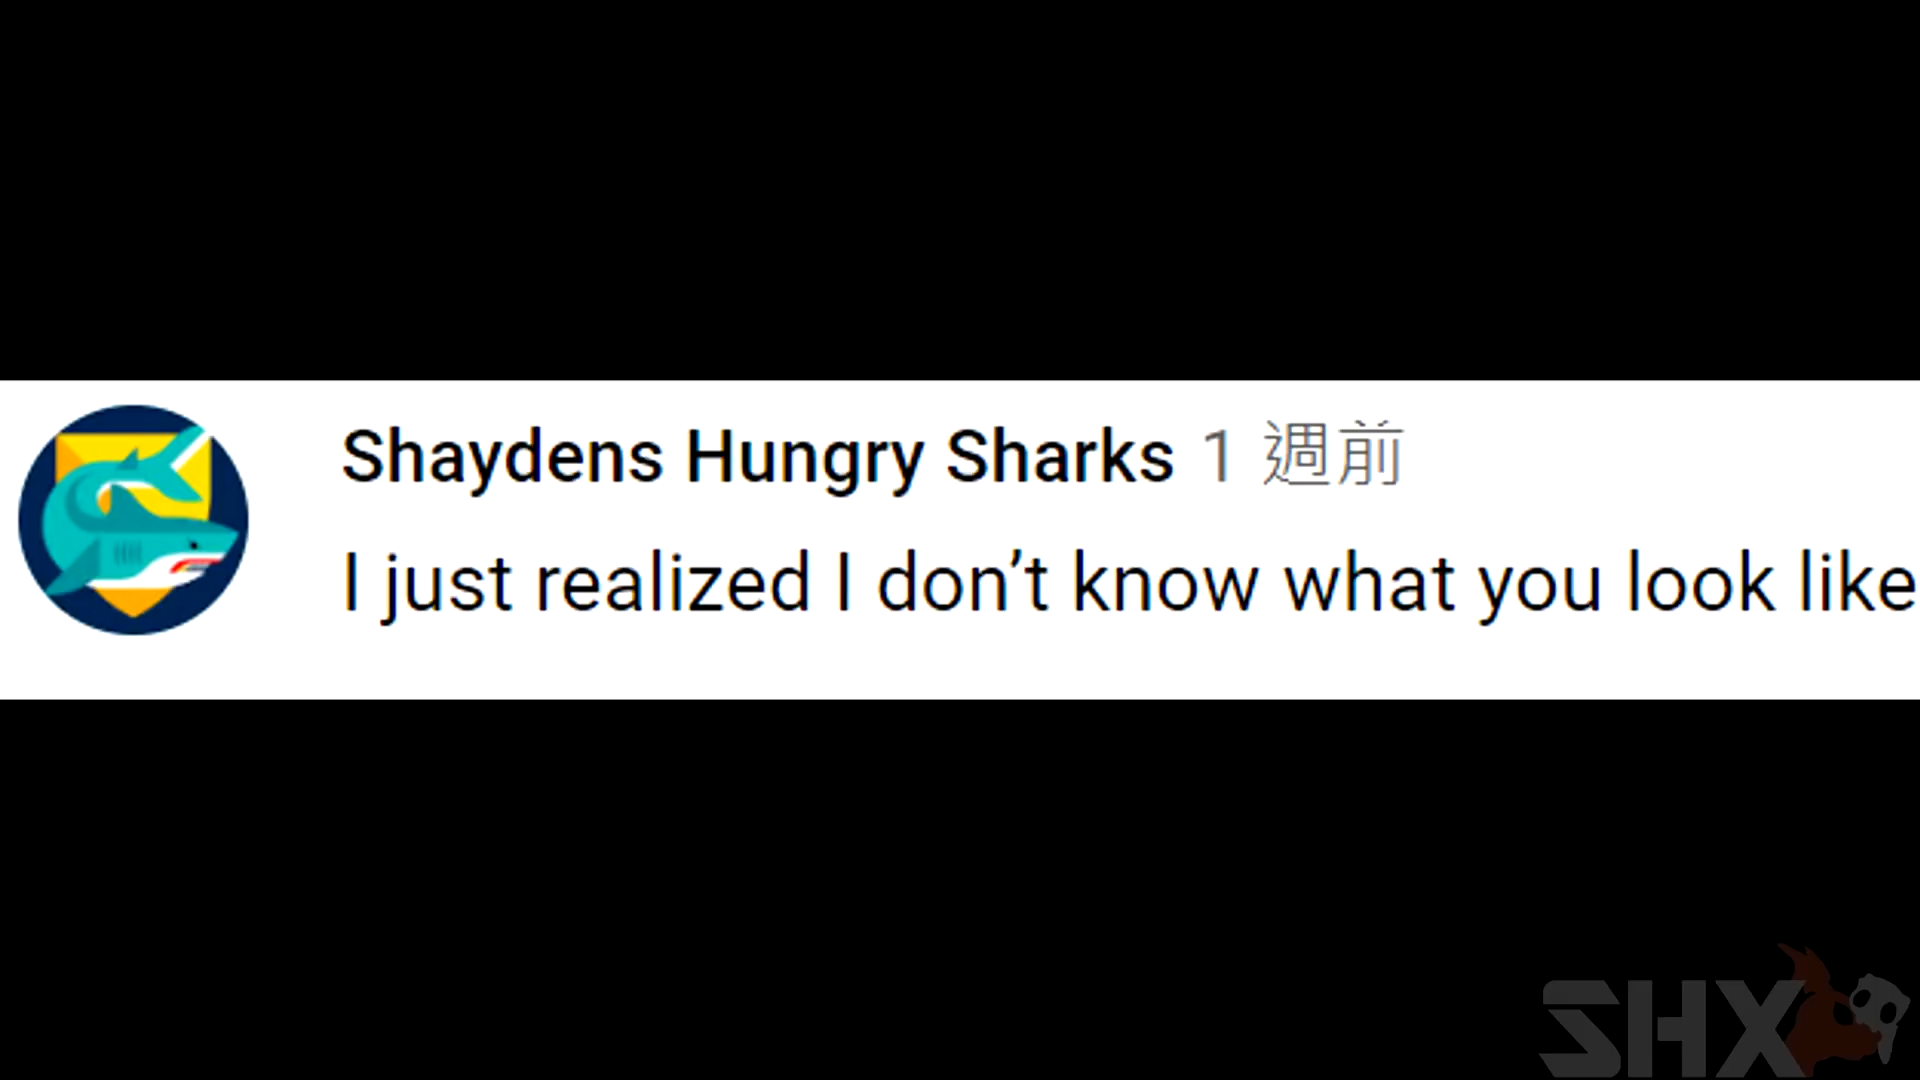 Shaydens Hungry Sharks 1 週前
I just realized I don’t know what you look like
SHX